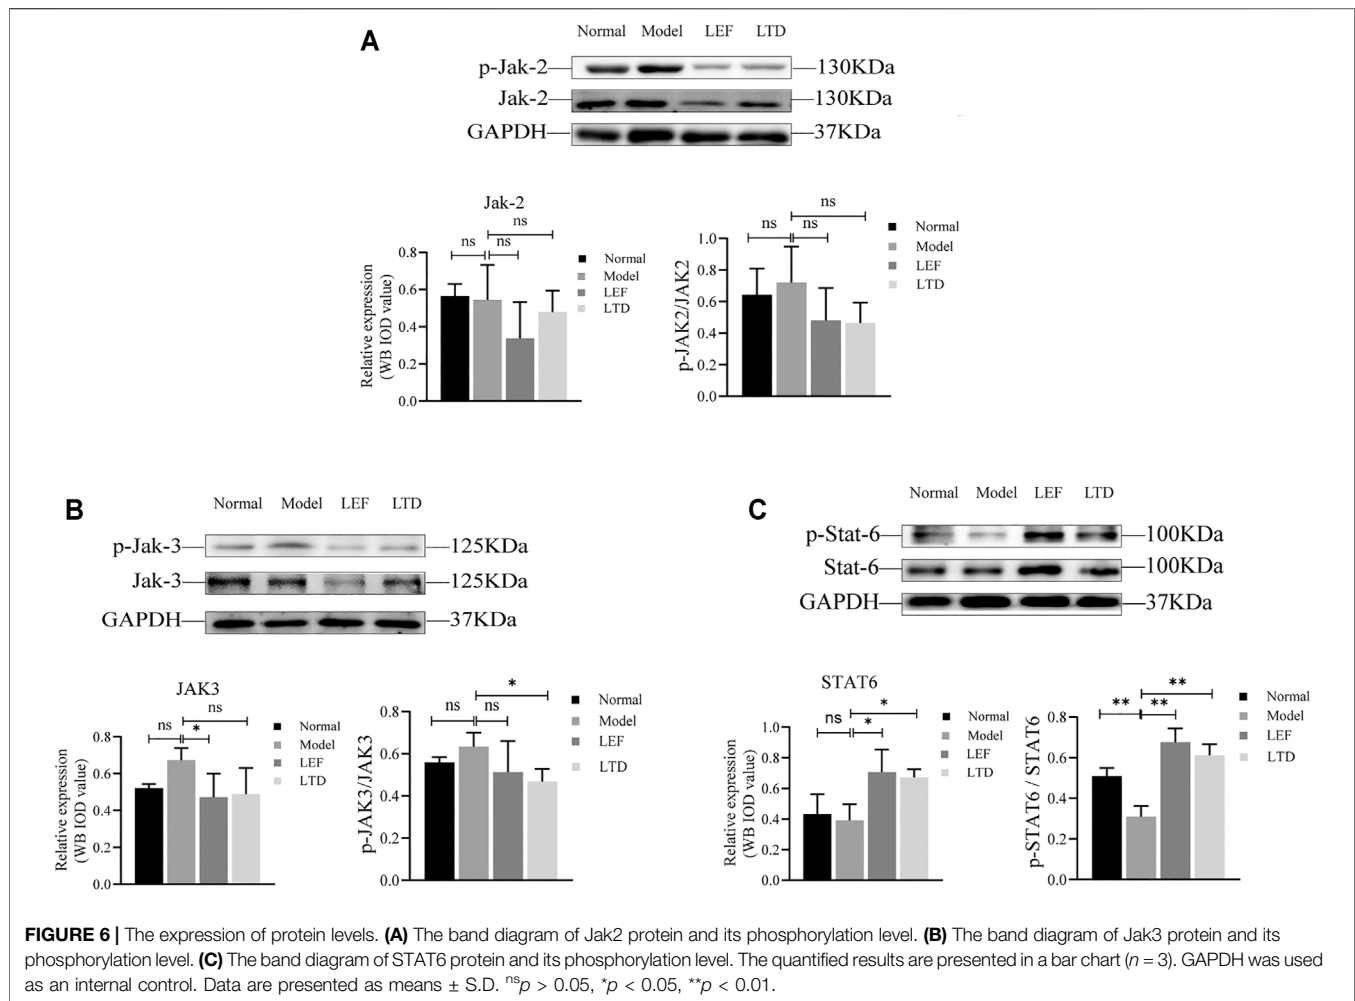 A
Normal Model LEF LTD
p-Jak-2 130KDa
Jak-2 130KDa
GAPDH 37KDa
Jak-2
ns
ns ns
0.8
0.6
0.4
0.2
0.0
Relative expression
(WB IOD value)
Normal
Model
LEF
LTD
ns
ns ns
1.0
0.8
0.6
0.4
0.2
0.0
p-JAK2/JAK2
Normal
Model
LEF
LTD
B
Normal Model LEF LTD
p-Jak-3 125KDa
Jak-3 125KDa
GAPDH 37KDa
JAK3
ns
ns *
0.8
0.6
0.4
0.2
0.0
Relative expression
(WB IOD value)
Normal
Model
LEF
LTD
*
ns ns
0.8
0.6
0.4
0.2
0.0
p-JAK3/JAK3
Normal
Model
LEF
LTD
C
Normal Model LEF LTD
p-Stat-6 100KDa
Stat-6 100KDa
GAPDH 37KDa
STAT6
*
ns *
1.0
0.8
0.6
0.4
0.2
0.0
Relative expression
(WB IOD value)
Normal
Model
LEF
LTD
**
** **
0.8
0.6
0.4
0.2
0.0
p-STAT6 / STAT6
Normal
Model
LEF
LTD
FIGURE 6 | The expression of protein levels. (A) The band diagram of Jak2 protein and its phosphorylation level. (B) The band diagram of Jak3 protein and its
phosphorylation level. (C) The band diagram of STAT6 protein and its phosphorylation level. The quantified results are presented in a bar chart (n = 3). GAPDH was used
as an internal control. Data are presented as means ± S.D. ns p > 0.05, *p < 0.05, **p < 0.01.